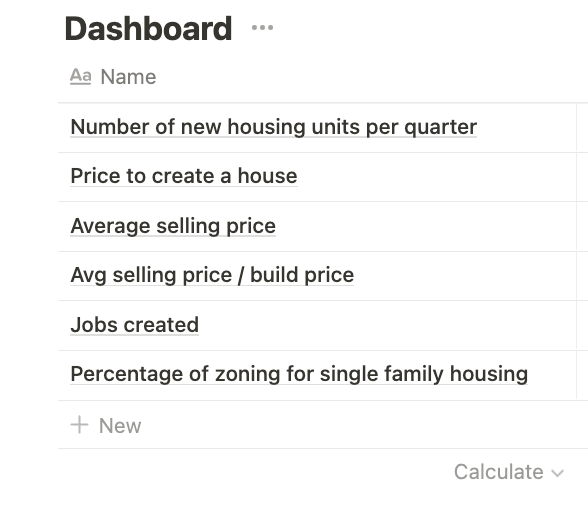 Dashboard ...
Aa Name
Number of new housing units per quarter
Price to create a house
Average selling price
Avg selling price / build price
Jobs created
Percentage of zoning for single family housing
+ New
Calculate